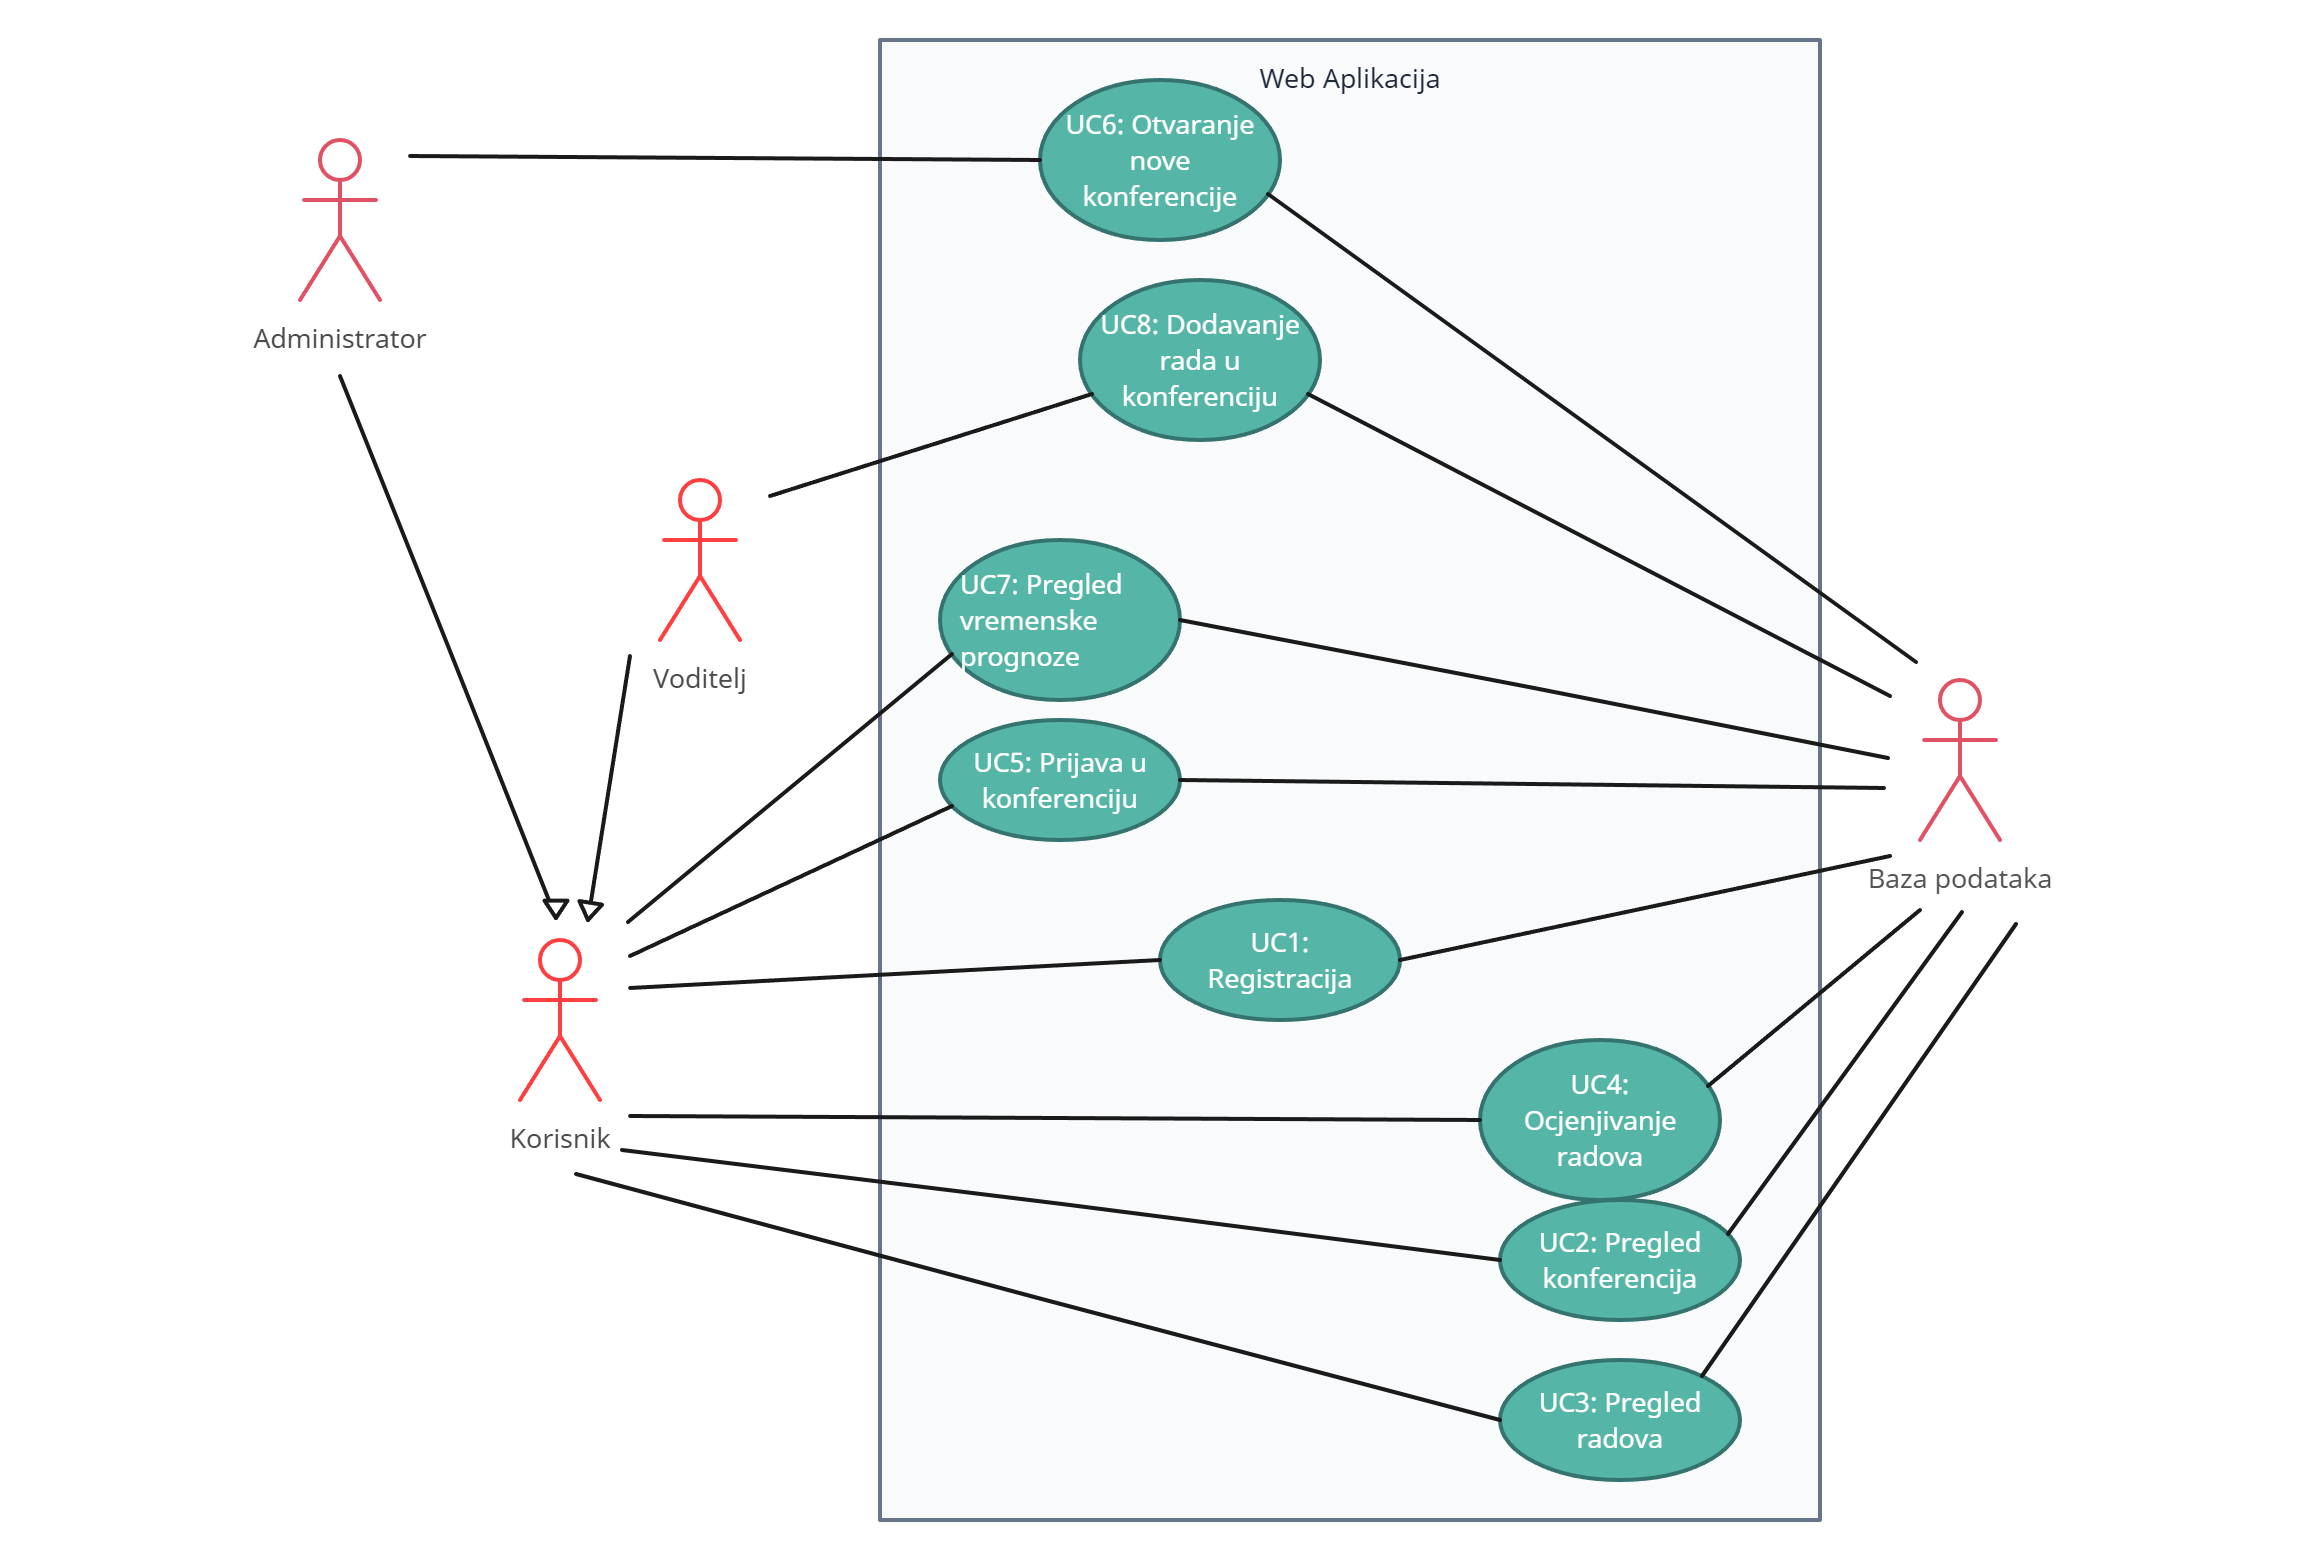 Web Aplikacija
UC6: Otvaranje
nove
konferencije
Administrator
UC8: Dodavanje
rada u
konferenciju
Voditelj
UC7: Pregled
vremenske
prognoze
UC5: Prijava u
konferenciju
Baza podataka
UC1:
Registracija
Korisnik
UC4:
Ocjenjivanje
radova
UC2: Pregled
konferencija
UC3: Pregled
radova